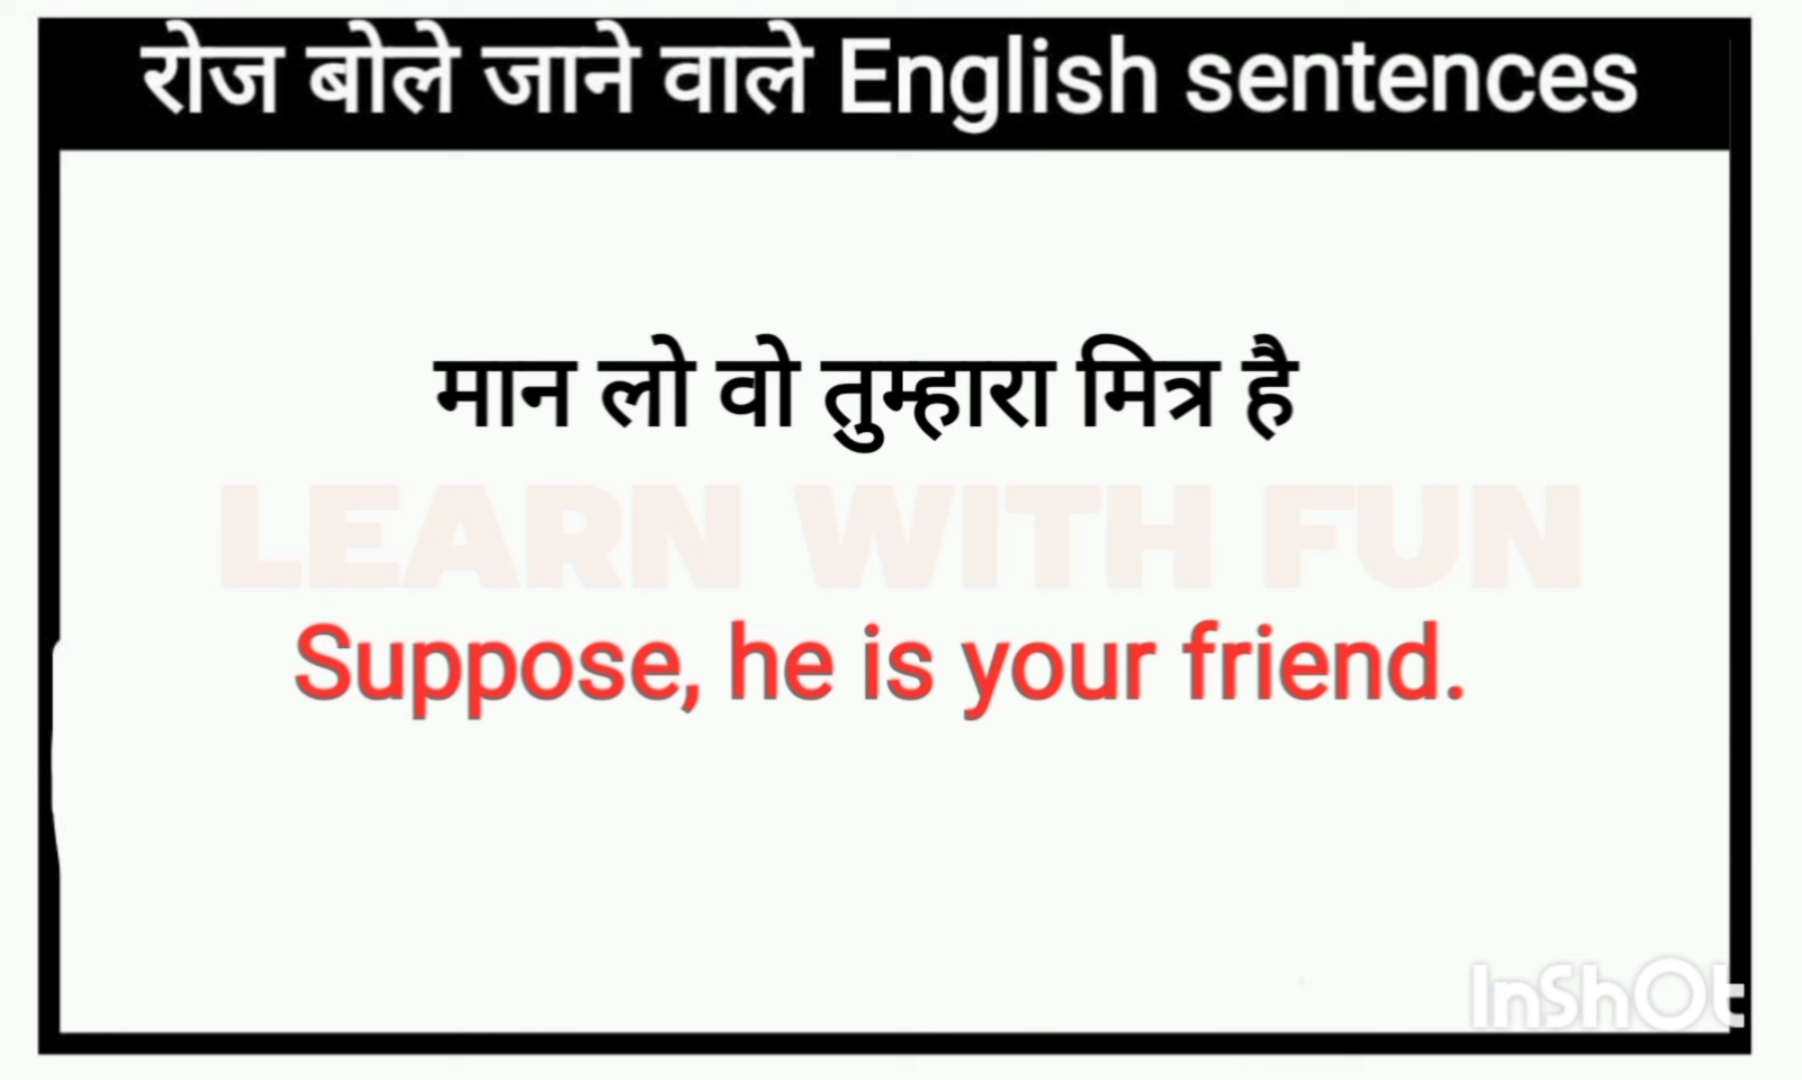 रोज बोले जाने वाले English sentences
मान लो वो तुम्हारा मित्र है
LEARN WITH FUN
Suppose, he is your friend.
InShOt